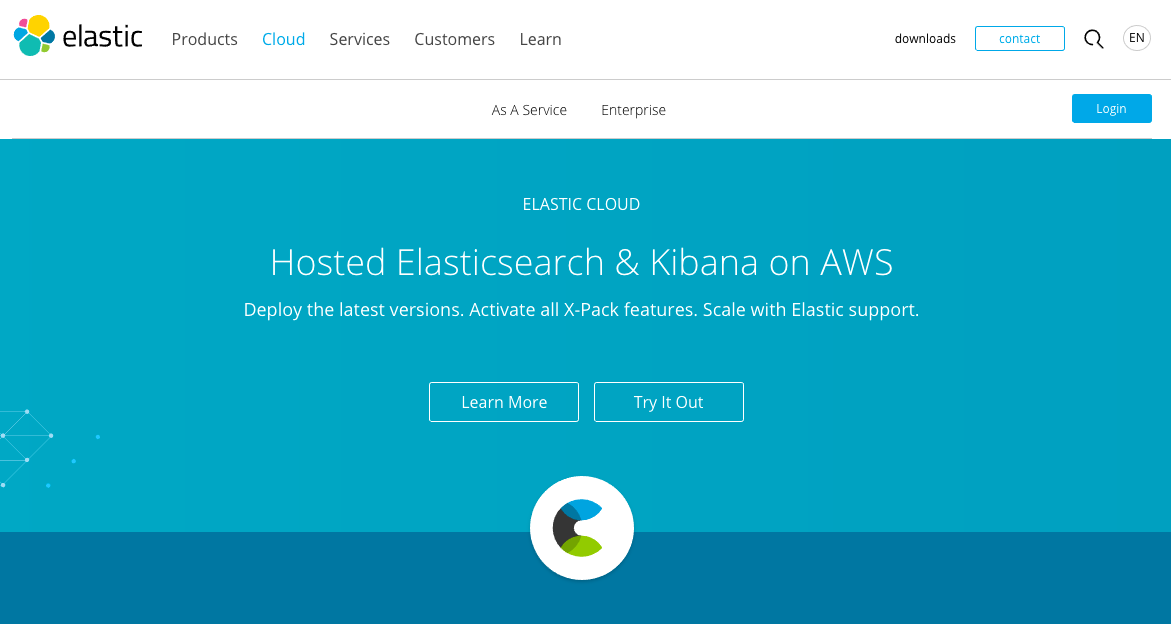 elastic Products Cloud Services Customers Learn downloads contact EN
As A Service Enterprise Login
ELASTIC CLOUD
Hosted Elasticsearch & Kibana on AWS
Deploy the latest versions. Activate all X-Pack features. Scale with Elastic support.
Learn More Try It Out